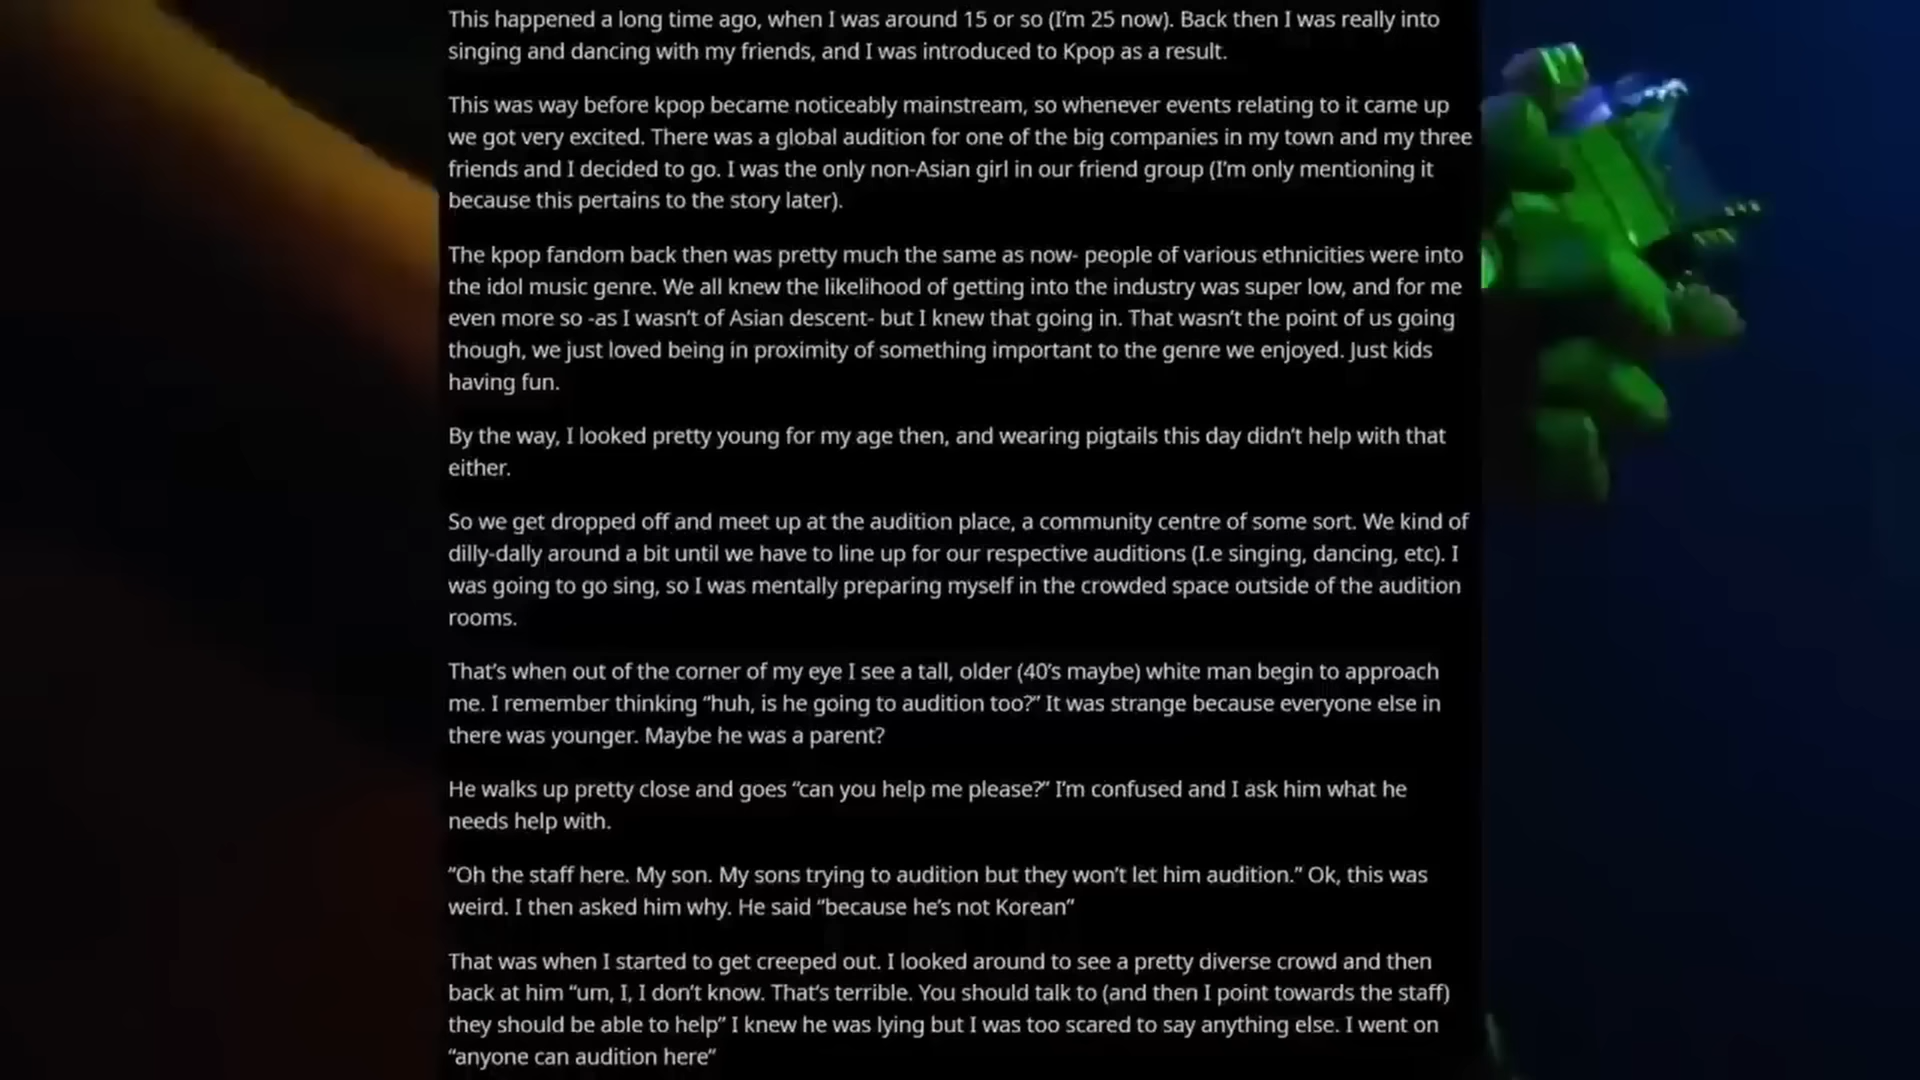 This happened a long time ago, when I was around 15 or so (I'm 25 now). Back then I was really into
singing and dancing with my friends, and I was introduced to Kpop as a result.
This was way before kpop became noticeably mainstream, so whenever events relating to it came up
we got very excited. There was a global audition for one of the big companies in my town and my three
friends and I decided to go. I was the only non-Asian girl in our friend group (I'm only mentioning it
because this pertains to the story later).
The kpop fandom back then was pretty much the same as now- people of various ethnicities were into
the idol music genre. We all knew the likelihood of getting into the industry was super low, and for me
even more so -as I wasn't of Asian descent- but I knew that going in. That wasn't the point of us going
though, we just loved being in proximity of something important to the genre we enjoyed. Just kids
having fun.
By the way, I looked pretty young for my age then, and wearing pigtails this day didn't help with that
either.
So we get dropped off and meet up at the audition place, a community centre of some sort. We kind of
dilly-dally around a bit until we have to line up for our respective auditions (I.e singing, dancing, etc). I
was going to go sing, so I was mentally preparing myself in the crowded space outside of the audition
rooms.
That's when out of the corner of my eye I see a tall, older (40's maybe) white man begin to approach
me. I remember thinking “huh, is he going to audition too?” It was strange because everyone else in
there was younger. Maybe he was a parent?
He walks up pretty close and goes “can you help me please?” I'm confused and I ask him what he
needs help with.
“Oh the staff here. My son. My sons trying to audition but they won't let him audition.” Ok, this was
weird. I then asked him why. He said “because he's not Korean”
That was when I started to get creeped out. I looked around to see a pretty diverse crowd and then
back at him “um, I, I don't know. That's terrible. You should talk to (and then I point towards the staff)
they should be able to help” I knew he was lying but I was too scared to say anything else. I went on
“anyone can audition here”